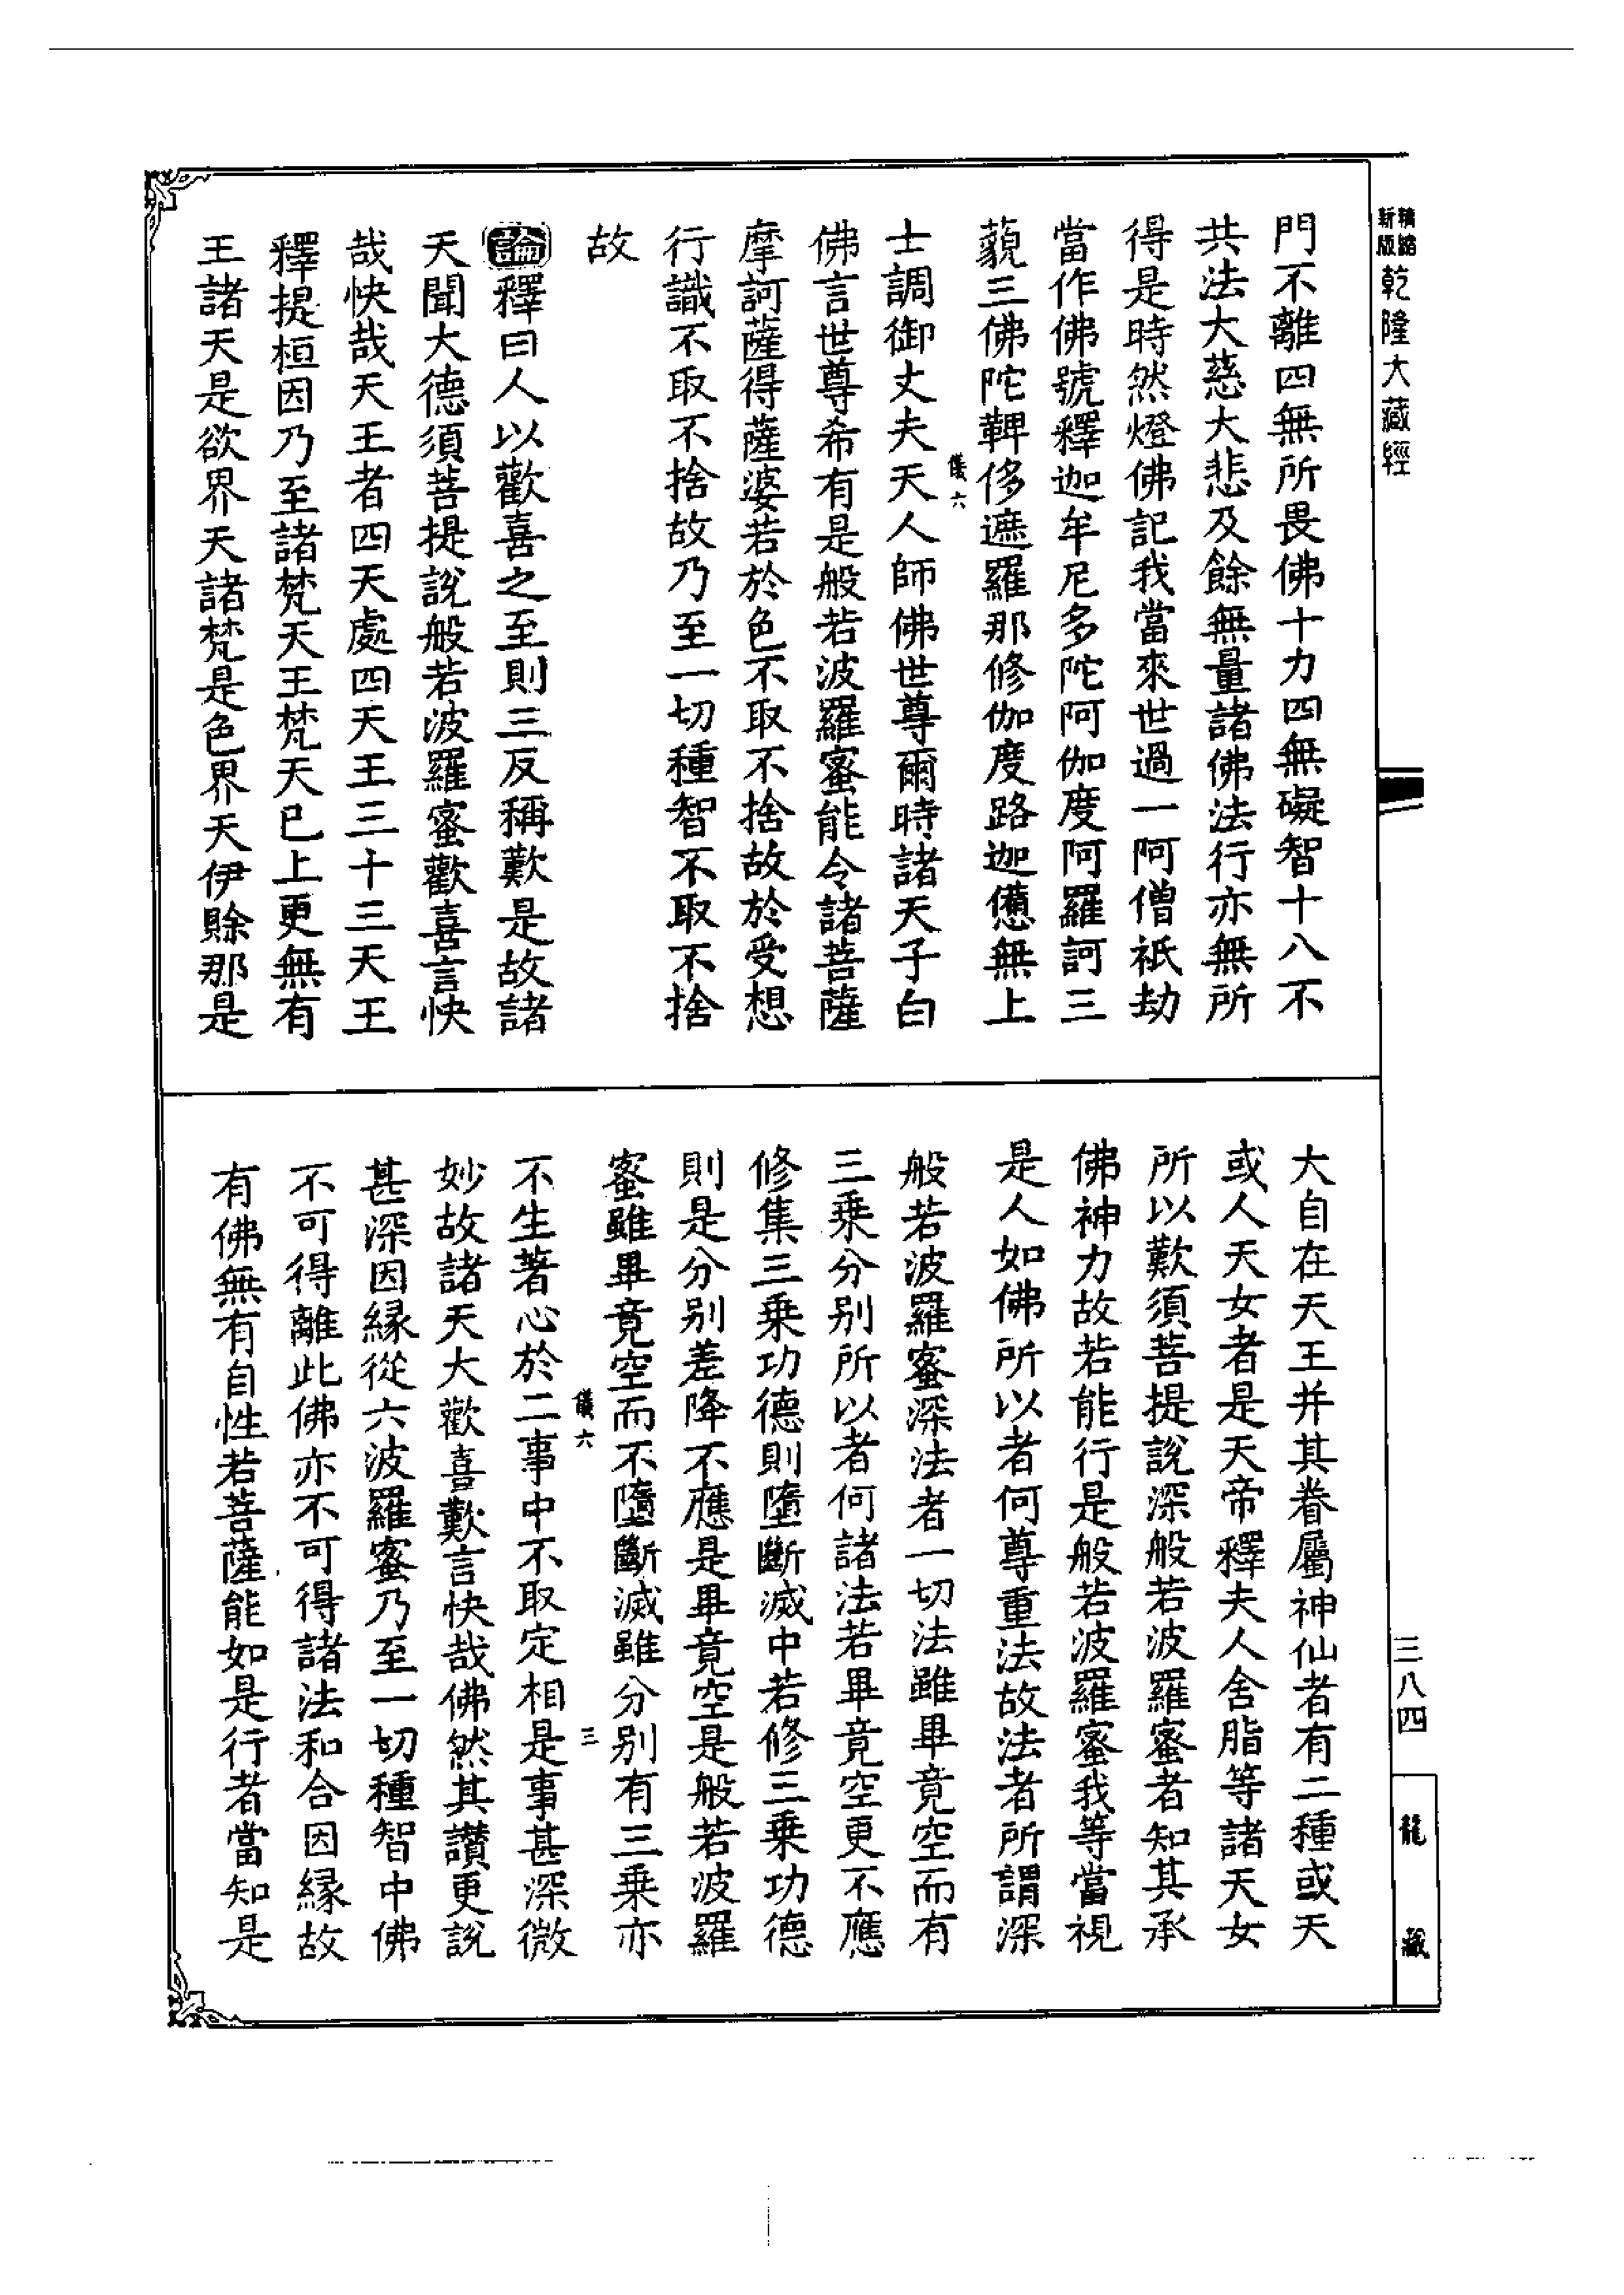 精縮新版乾隆大藏經
門不離四無所畏佛十力四無礙智十八不
共法大慈大悲及餘無量諸佛法行亦無所
得是時然燈佛記我當來世過一阿僧祇劫
當作佛號釋迦牟尼多陀阿伽度阿羅訶三
藐三佛陀鞞侈遮羅那修伽度路迦憊無上
儀六
士調御丈夫天人師佛世尊爾時諸天子白
佛言世尊希有是般若波羅蜜能令諸菩薩
摩訶薩得薩婆若於色不取不捨故於受想
行識不取不捨故乃至一切種智不取不捨
故
論釋曰人以歡喜之至則三反稱歎是故諸
天聞大德須菩提說般若波羅蜜歡喜言快
哉快哉天王者四天處四天王三十三天王
釋提桓因乃至諸梵天王梵天已上更無有
王諸天是欲界天諸梵是色界天伊賒那是
大自在天王并其眷屬神仙者有二種或天
或人天女者是天帝釋夫人舍脂等諸天女
所以歎須菩提說深般若波羅蜜者知其承
佛神力故若能行是般若波羅蜜我等當視
是人如佛所以者何尊重法故法者所謂深
般若波羅蜜深法者一切法雖畢竟空而有
三乗分別所以者何諸法若畢竟空更不應
修集三乗功德則墮斷滅中若修三乗功德
則是分別差降不應是畢竟空是般若波羅
蜜雖畢竟空而不墮斷滅雖分別有三乗亦
儀六 三
不生著心於二事中不取定相是事甚深微
妙故諸天大歡喜歎言快哉佛然其讚更說
甚深因縁從六波羅蜜乃至一切種智中佛
不可得離此佛亦不可得諸法和合因縁故
有佛無有自性若菩薩能如是行者當知是
三八四
龍藏